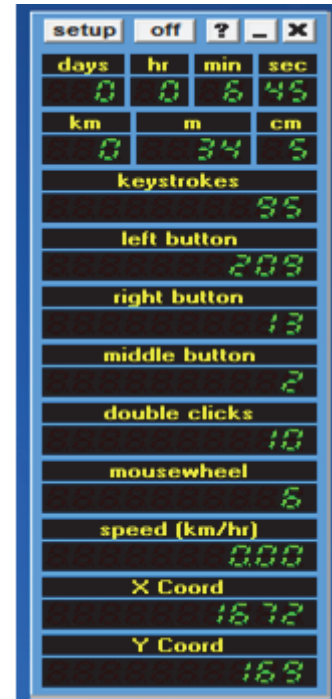 setup off ? _ X
days hr min sec
0 0 6 45
km m cm
0 34 5
keystrokes
95
left button
209
right button
13
middle button
2
double clicks
10
mousewheel
6
speed (km/hr)
0.00
X Coord
1672
Y Coord
169